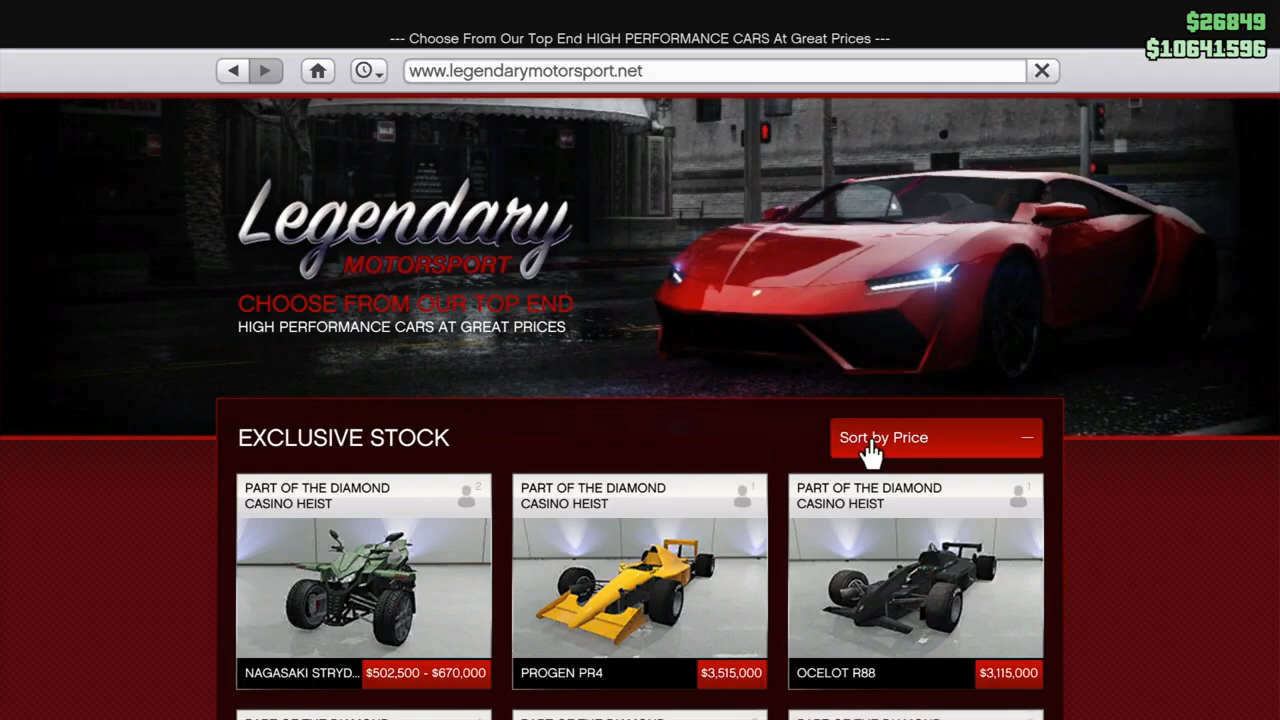 $26849
--- Choose From Our Top End HIGH PERFORMANCE CARS At Great Prices ---
$10641596
www.legendarymotorsport.net
Legendary
MOTORSPORT
CHOOSE FROM OUR TOP END
HIGH PERFORMANCE CARS AT GREAT PRICES
EXCLUSIVE STOCK
Sort by Price
PART OF THE DIAMOND
CASINO HEIST
2
PART OF THE DIAMOND
CASINO HEIST
1
PART OF THE DIAMOND
CASINO HEIST
1
NAGASAKI STRYD... $502,500 - $670,000
PROGEN PR4 $3,515,000
OCELOT R88 $3,115,000